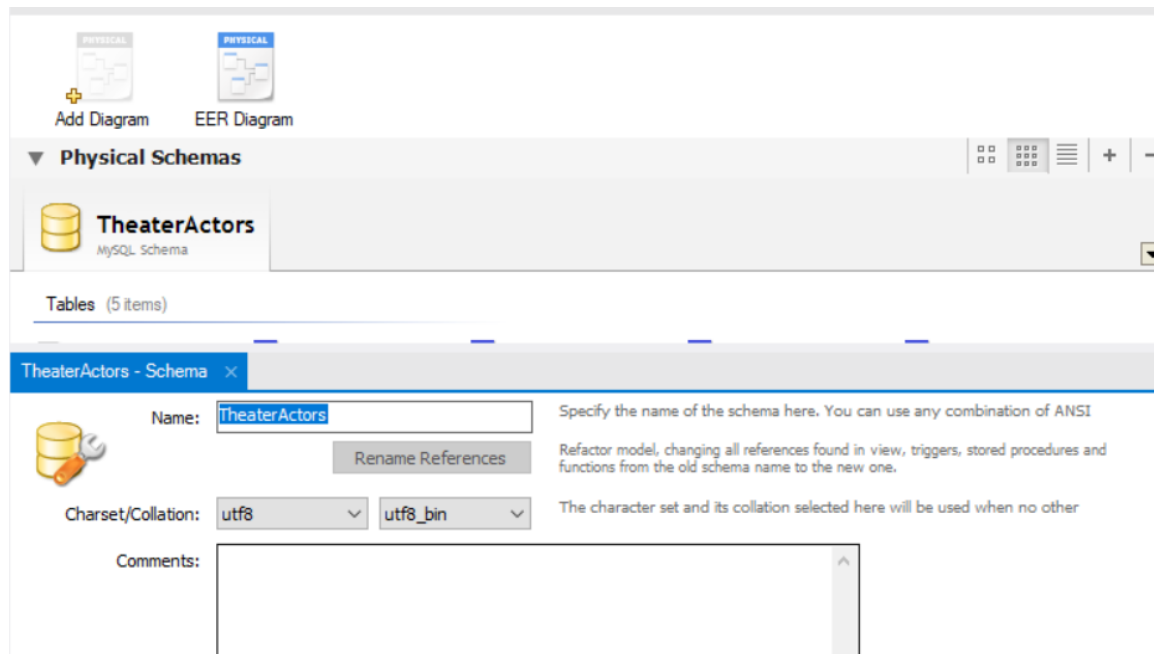 PHYSICAL PHYSICAL
Add Diagram EER Diagram
Physical Schemas
TheaterActors
MySQL Schema
Tables (5 items)
TheaterActors - Schema
Name: TheaterActors Specify the name of the schema here. You can use any combination of ANSI
Rename References Refactor model, changing all references found in view, triggers, stored procedures and
functions from the old schema name to the new one.
Charset/Collation: utf8 utf8_bin The character set and its collation selected here will be used when no other
Comments: